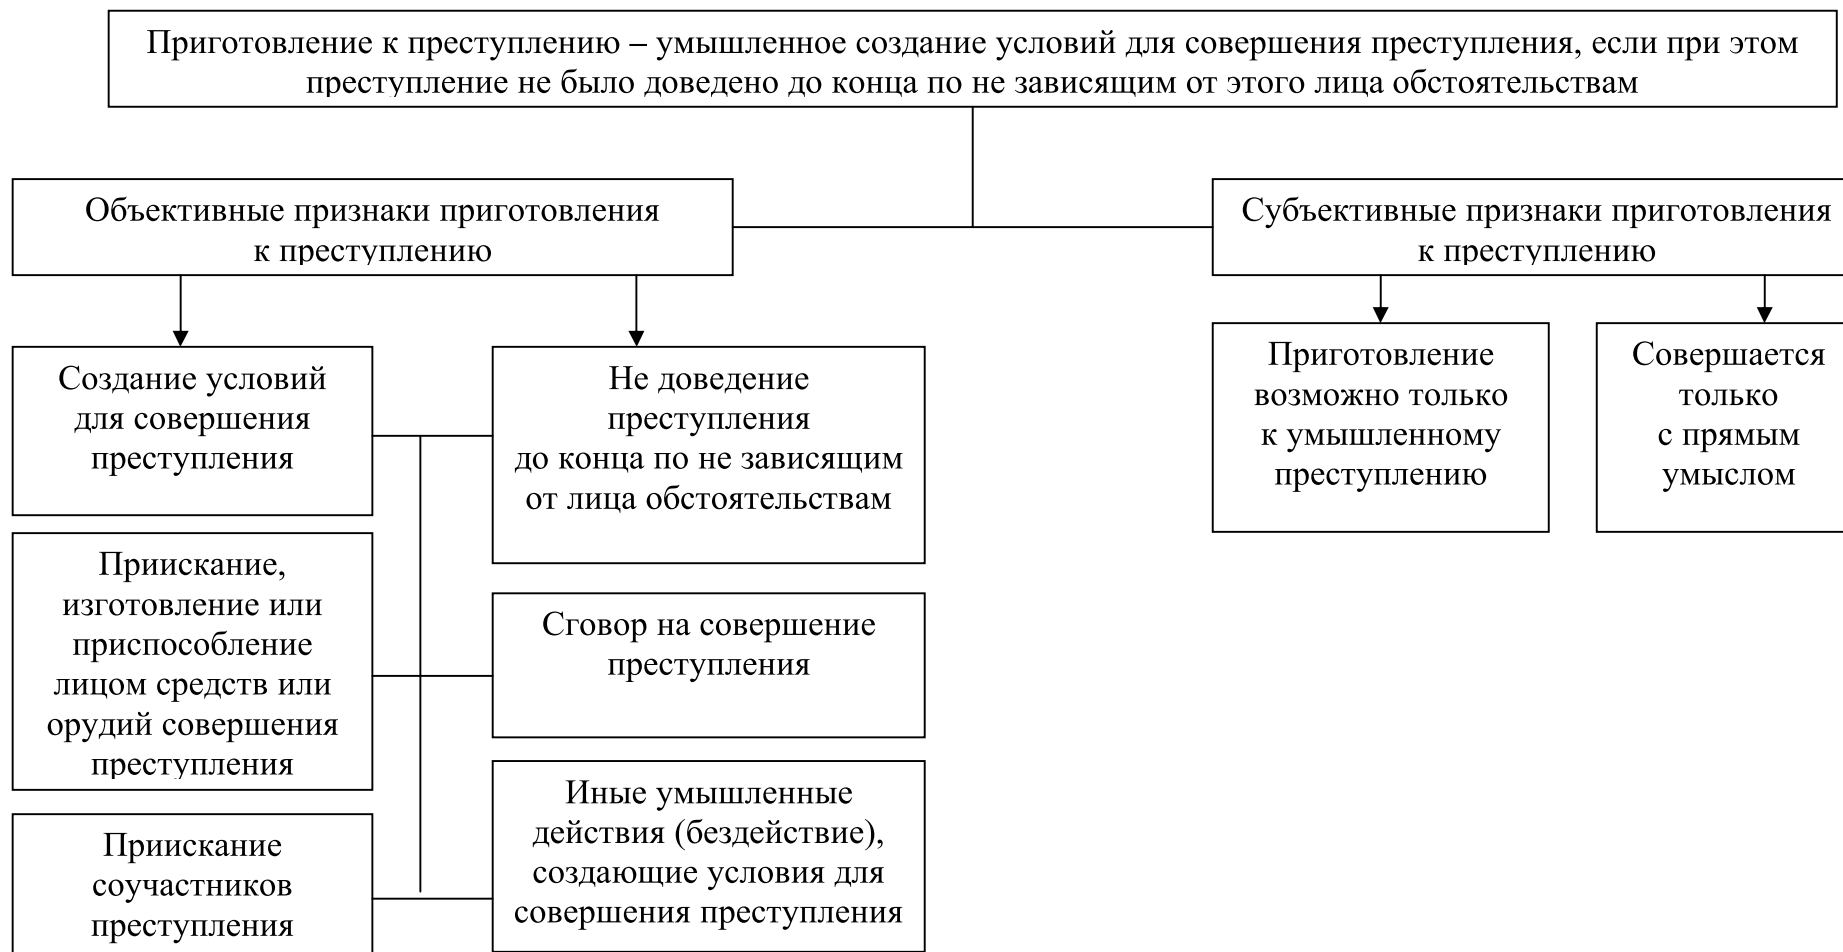 Приготовление к преступлению – умышленное создание условий для совершения преступления, если при этом
преступление не было доведено до конца по не зависящим от этого лица обстоятельствам
Объективные признаки приготовления
к преступлению
Субъективные признаки приготовления
к преступлению
Создание условий
для совершения
преступления
Не доведение
преступления
до конца по не зависящим
от лица обстоятельствам
Приготовление
возможно только
к умышленному
преступлению
Совершается
только
с прямым
умыслом
Приискание,
изготовление или
приспособление
лицом средств или
орудий совершения
преступления
Сговор на совершение
преступления
Приискание
соучастников
преступления
Иные умышленные
действия (бездействие),
создающие условия для
совершения преступления